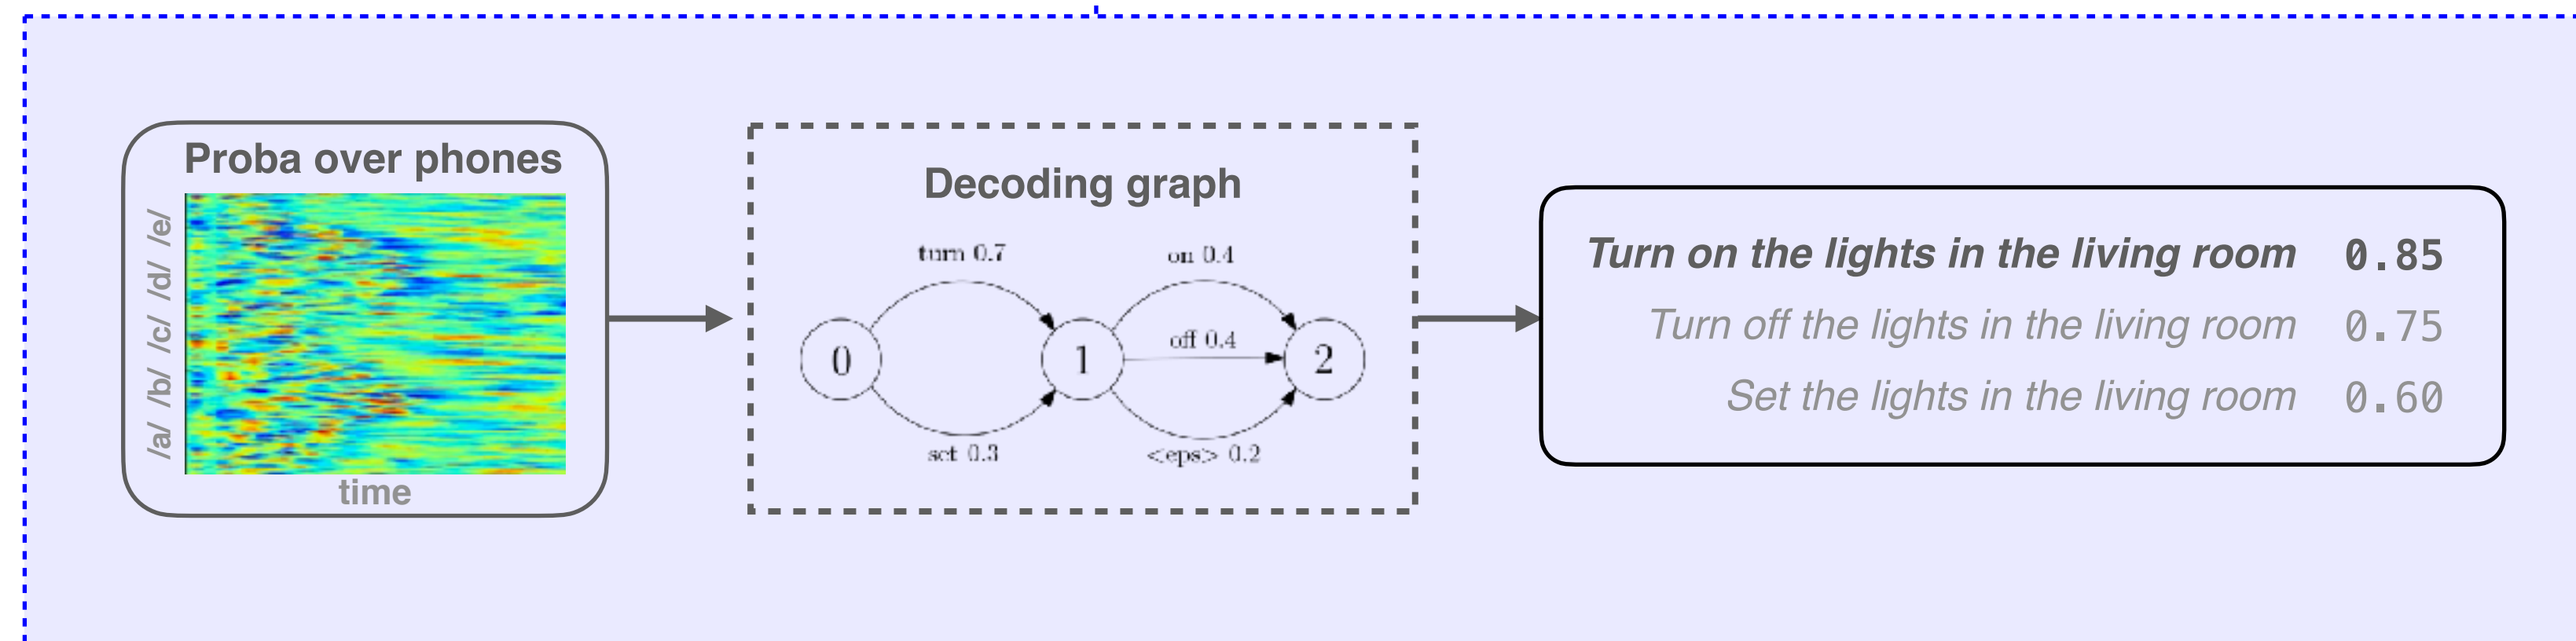 Proba over phones
/a/ /b/ /c/ /d/ /e/
time
Decoding graph
turn 0.7
on 0.4
0
1
2
off 0.4
set 0.3
<eps> 0.2
Turn on the lights in the living room 0.85
Turn off the lights in the living room 0.75
Set the lights in the living room 0.60